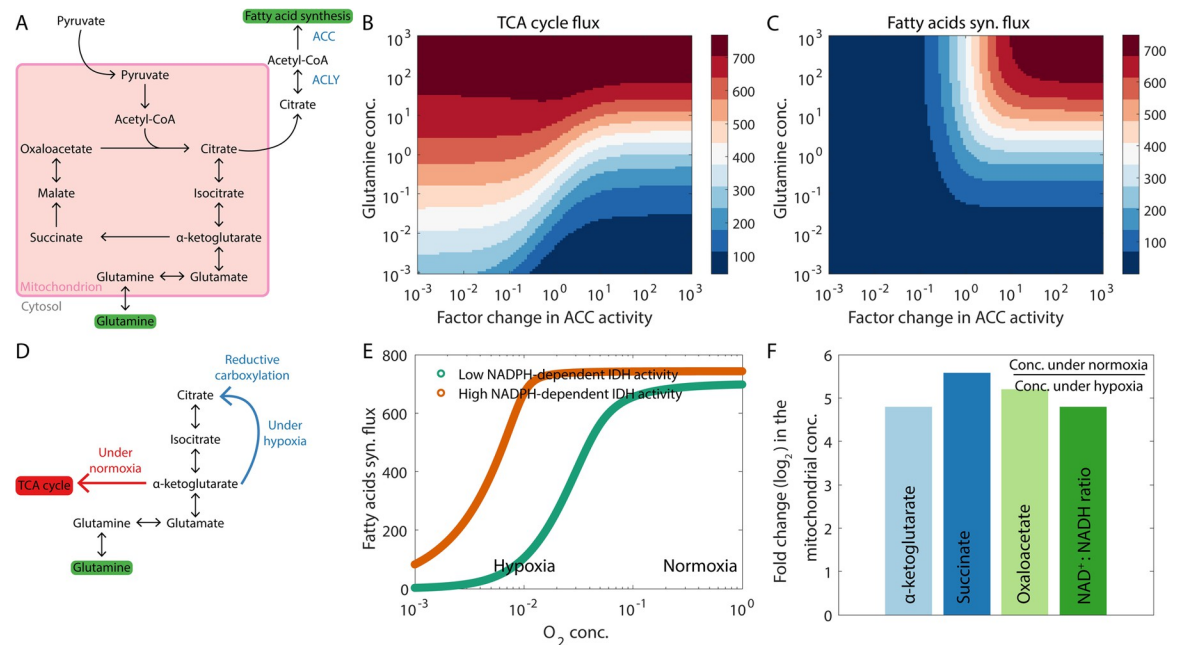 A
Pyruvate
Fatty acid synthesis
ACC
Acetyl-CoA
ACLY
Citrate
Pyruvate
Acetyl-CoA
Oxaloacetate
Citrate
Malate
Isocitrate
Succinate
α-ketoglutarate
Glutamine
Glutamate
Mitochondrion
Cytosol
Glutamine
B
TCA cycle flux
Glutamine conc.
10^3
10^2
10^1
10^0
10^-1
10^-2
10^-3
10^-3 10^-2 10^-1 10^0 10^1 10^2 10^3
Factor change in ACC activity
700
600
500
400
300
200
100
C
Fatty acids syn. flux
Glutamine conc.
10^3
10^2
10^1
10^0
10^-1
10^-2
10^-3
10^-3 10^-2 10^-1 10^0 10^1 10^2 10^3
Factor change in ACC activity
700
600
500
400
300
200
100
D
Reductive
carboxylation
Citrate
Under
hypoxia
Isocitrate
Under
normoxia
TCA cycle
α-ketoglutarate
Glutamine
Glutamate
Glutamine
E
Fatty acids syn. flux
800
600
400
200
0
Low NADPH-dependent IDH activity
High NADPH-dependent IDH activity
Hypoxia
Normoxia
10^-3 10^-2 10^-1 10^0
O2 conc.
F
Fold change (log2) in the
mitochondrial conc.
6
5
4
3
2
1
0
Conc. under normoxia
Conc. under hypoxia
α-ketoglutarate
Succinate
Oxaloacetate
NAD+ : NADH ratio